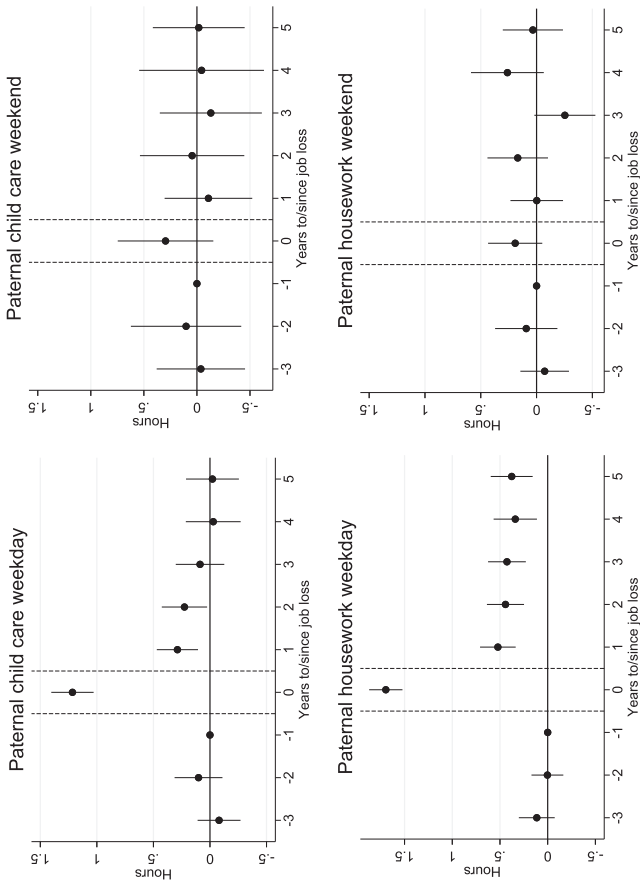 Paternal child care weekday
Hours
1.5
1
.5
0
-.5
-3 -2 -1 0 1 2 3 4 5
Years to/since job loss
Paternal child care weekend
Hours
1.5
1
.5
0
-.5
-3 -2 -1 0 1 2 3 4 5
Years to/since job loss
Paternal housework weekday
Hours
1.5
1
.5
0
-.5
-3 -2 -1 0 1 2 3 4 5
Years to/since job loss
Paternal housework weekend
Hours
1.5
1
.5
0
-.5
-3 -2 -1 0 1 2 3 4 5
Years to/since job loss